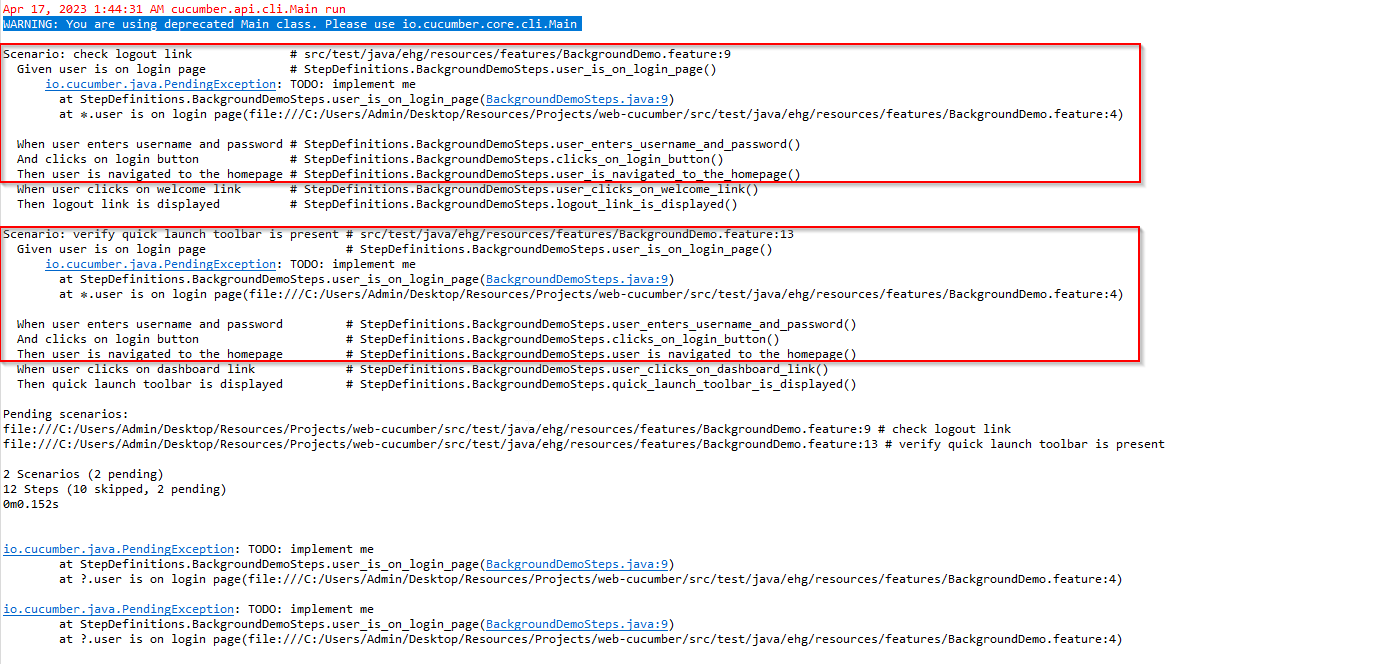 Apr 17, 2023 1:44:31 AM cucumber.api.cli.Main run
WARNING: You are using deprecated Main class. Please use io.cucumber.core.cli.Main
Scenario: check logout link # src/test/java/ehg/resources/features/BackgroundDemo.feature:9
Given user is on login page # StepDefinitions.BackgroundDemoSteps.user_is_on_login_page()
io.cucumber.java.PendingException: TODO: implement me
at StepDefinitions.BackgroundDemoSteps.user_is_on_login_page(BackgroundDemoSteps.java:9)
at *.user is on login page(file:///C:/Users/Admin/Desktop/Resources/Projects/web-cucumber/src/test/java/ehg/resources/features/BackgroundDemo.feature:4)
When user enters username and password # StepDefinitions.BackgroundDemoSteps.user_enters_username_and_password()
And clicks on login button # StepDefinitions.BackgroundDemoSteps.clicks_on_login_button()
Then user is navigated to the homepage # StepDefinitions.BackgroundDemoSteps.user_is_navigated_to_the_homepage()
When user clicks on welcome link # StepDefinitions.BackgroundDemoSteps.user_clicks_on_welcome_link()
Then logout link is displayed # StepDefinitions.BackgroundDemoSteps.logout_link_is_displayed()
Scenario: verify quick launch toolbar is present # src/test/java/ehg/resources/features/BackgroundDemo.feature:13
Given user is on login page # StepDefinitions.BackgroundDemoSteps.user_is_on_login_page()
io.cucumber.java.PendingException: TODO: implement me
at StepDefinitions.BackgroundDemoSteps.user_is_on_login_page(BackgroundDemoSteps.java:9)
at *.user is on login page(file:///C:/Users/Admin/Desktop/Resources/Projects/web-cucumber/src/test/java/ehg/resources/features/BackgroundDemo.feature:4)
When user enters username and password # StepDefinitions.BackgroundDemoSteps.user_enters_username_and_password()
And clicks on login button # StepDefinitions.BackgroundDemoSteps.clicks_on_login_button()
Then user is navigated to the homepage # StepDefinitions.BackgroundDemoSteps.user_is_navigated_to_the_homepage()
When user clicks on dashboard link # StepDefinitions.BackgroundDemoSteps.user_clicks_on_dashboard_link()
Then quick launch toolbar is displayed # StepDefinitions.BackgroundDemoSteps.quick_launch_toolbar_is_displayed()
Pending scenarios:
file:///C:/Users/Admin/Desktop/Resources/Projects/web-cucumber/src/test/java/ehg/resources/features/BackgroundDemo.feature:9 # check logout link
file:///C:/Users/Admin/Desktop/Resources/Projects/web-cucumber/src/test/java/ehg/resources/features/BackgroundDemo.feature:13 # verify quick launch toolbar is present
2 Scenarios (2 pending)
12 Steps (10 skipped, 2 pending)
0m0.152s
io.cucumber.java.PendingException: TODO: implement me
at StepDefinitions.BackgroundDemoSteps.user_is_on_login_page(BackgroundDemoSteps.java:9)
at ?.user is on login page(file:///C:/Users/Admin/Desktop/Resources/Projects/web-cucumber/src/test/java/ehg/resources/features/BackgroundDemo.feature:4)
io.cucumber.java.PendingException: TODO: implement me
at StepDefinitions.BackgroundDemoSteps.user_is_on_login_page(BackgroundDemoSteps.java:9)
at ?.user is on login page(file:///C:/Users/Admin/Desktop/Resources/Projects/web-cucumber/src/test/java/ehg/resources/features/BackgroundDemo.feature:4)